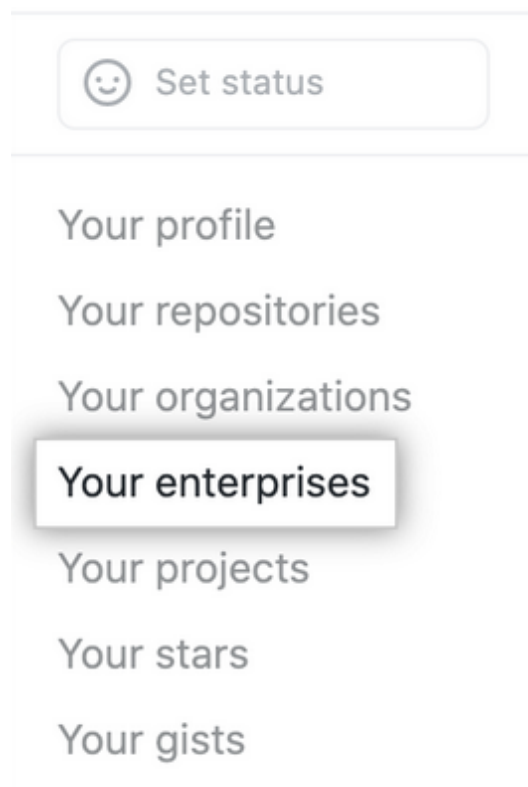 Set status
Your profile
Your repositories
Your organizations
Your enterprises
Your projects
Your stars
Your gists